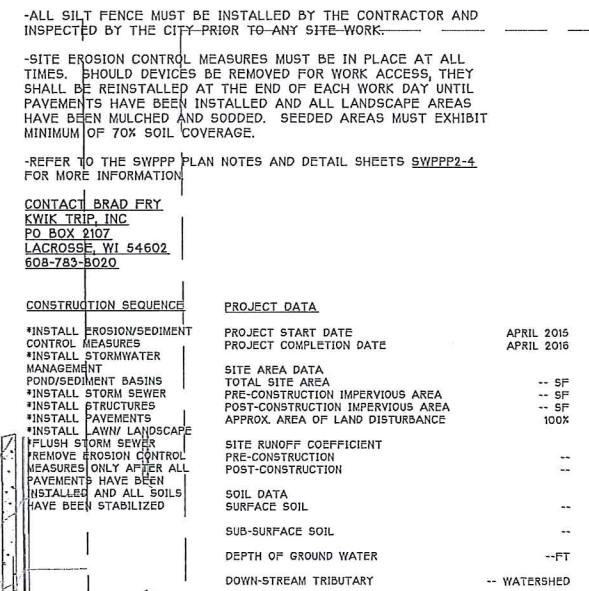 -ALL SILT FENCE MUST BE INSTALLED BY THE CONTRACTOR AND
INSPECTED BY THE CITY PRIOR TO ANY SITE WORK.
-SITE EROSION CONTROL MEASURES MUST BE IN PLACE AT ALL
TIMES. SHOULD DEVICES BE REMOVED FOR WORK ACCESS, THEY
SHALL BE REINSTALLED AT THE END OF EACH WORK DAY UNTIL
PAVEMENTS HAVE BEEN INSTALLED AND ALL LANDSCAPE AREAS
HAVE BEEN MULCHED AND SODDED. SEEDED AREAS MUST EXHIBIT
MINIMUM OF 70% SOIL COVERAGE.
-REFER TO THE SWPPP PLAN NOTES AND DETAIL SHEETS SWPPP2-4
FOR MORE INFORMATION
CONTACT BRAD FRY
KWIK TRIP, INC
PO BOX 2107
LACROSSE, WI 54602
608-783-8020
CONSTRUCTION SEQUENCE
*INSTALL EROSION/SEDIMENT
CONTROL MEASURES
*INSTALL STORMWATER
MANAGEMENT
POND/SEDIMENT BASINS
*INSTALL STORM SEWER
*INSTALL STRUCTURES
*INSTALL PAVEMENTS
*INSTALL LAWN/ LANDSCAPE
*FLUSH STORM SEWER
*REMOVE EROSION CONTROL
MEASURES ONLY AFTER ALL
PAVEMENTS HAVE BEEN
INSTALLED AND ALL SOILS
HAVE BEEN STABILIZED
PROJECT DATA
PROJECT START DATE APRIL 2015
PROJECT COMPLETION DATE APRIL 2016
SITE AREA DATA
TOTAL SITE AREA -- SF
PRE-CONSTRUCTION IMPERVIOUS AREA -- SF
POST-CONSTRUCTION IMPERVIOUS AREA -- SF
APPROX. AREA OF LAND DISTURBANCE 100%
SITE RUNOFF COEFFICIENT
PRE-CONSTRUCTION --
POST-CONSTRUCTION --
SOIL DATA
SURFACE SOIL --
SUB-SURFACE SOIL --
DEPTH OF GROUND WATER --FT
DOWN-STREAM TRIBUTARY -- WATERSHED